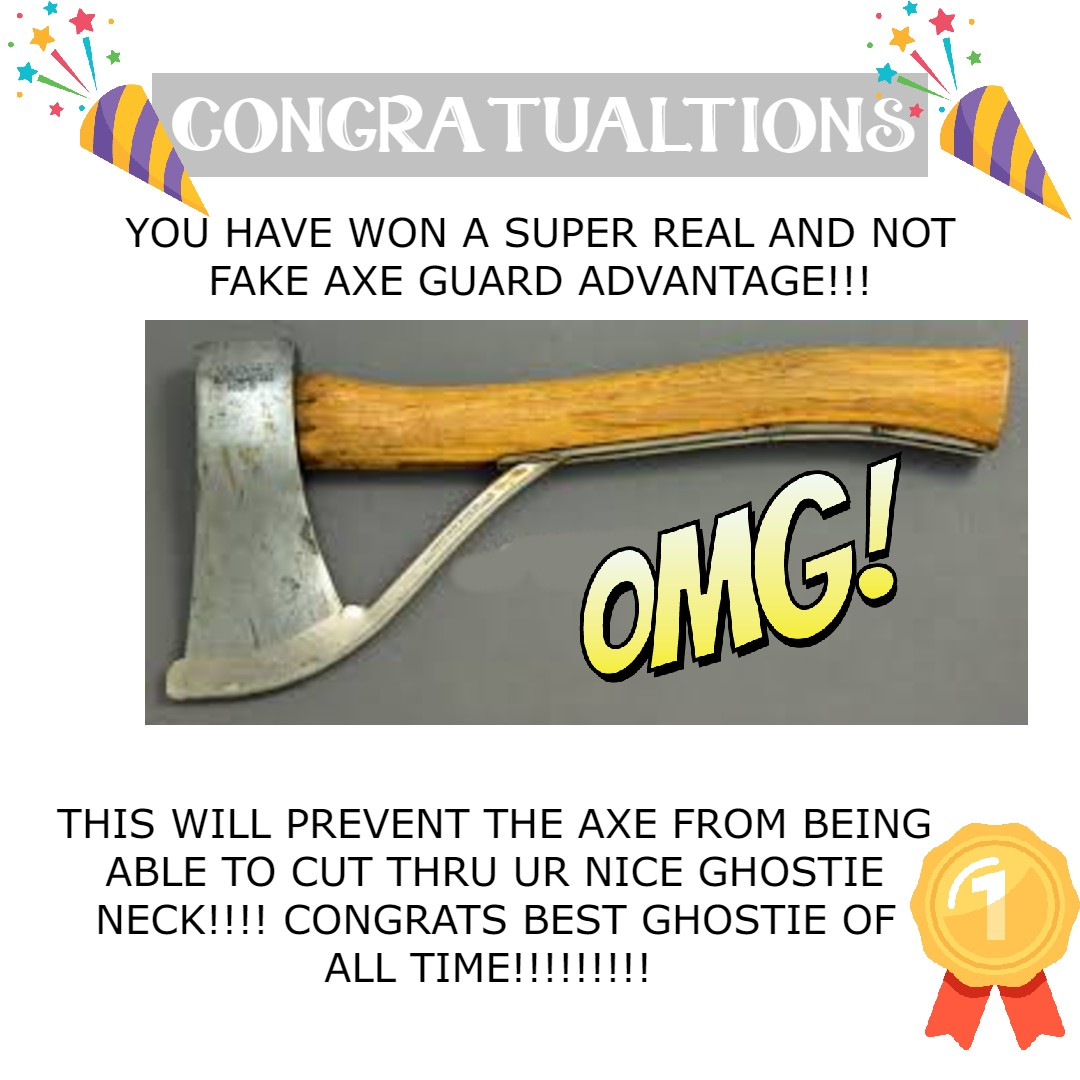 CONGRATUALTIONS
YOU HAVE WON A SUPER REAL AND NOT
FAKE AXE GUARD ADVANTAGE!!!
OMG!
THIS WILL PREVENT THE AXE FROM BEING
ABLE TO CUT THRU UR NICE GHOSTIE
NECK!!!! CONGRATS BEST GHOSTIE OF
ALL TIME!!!!!!!!!
1